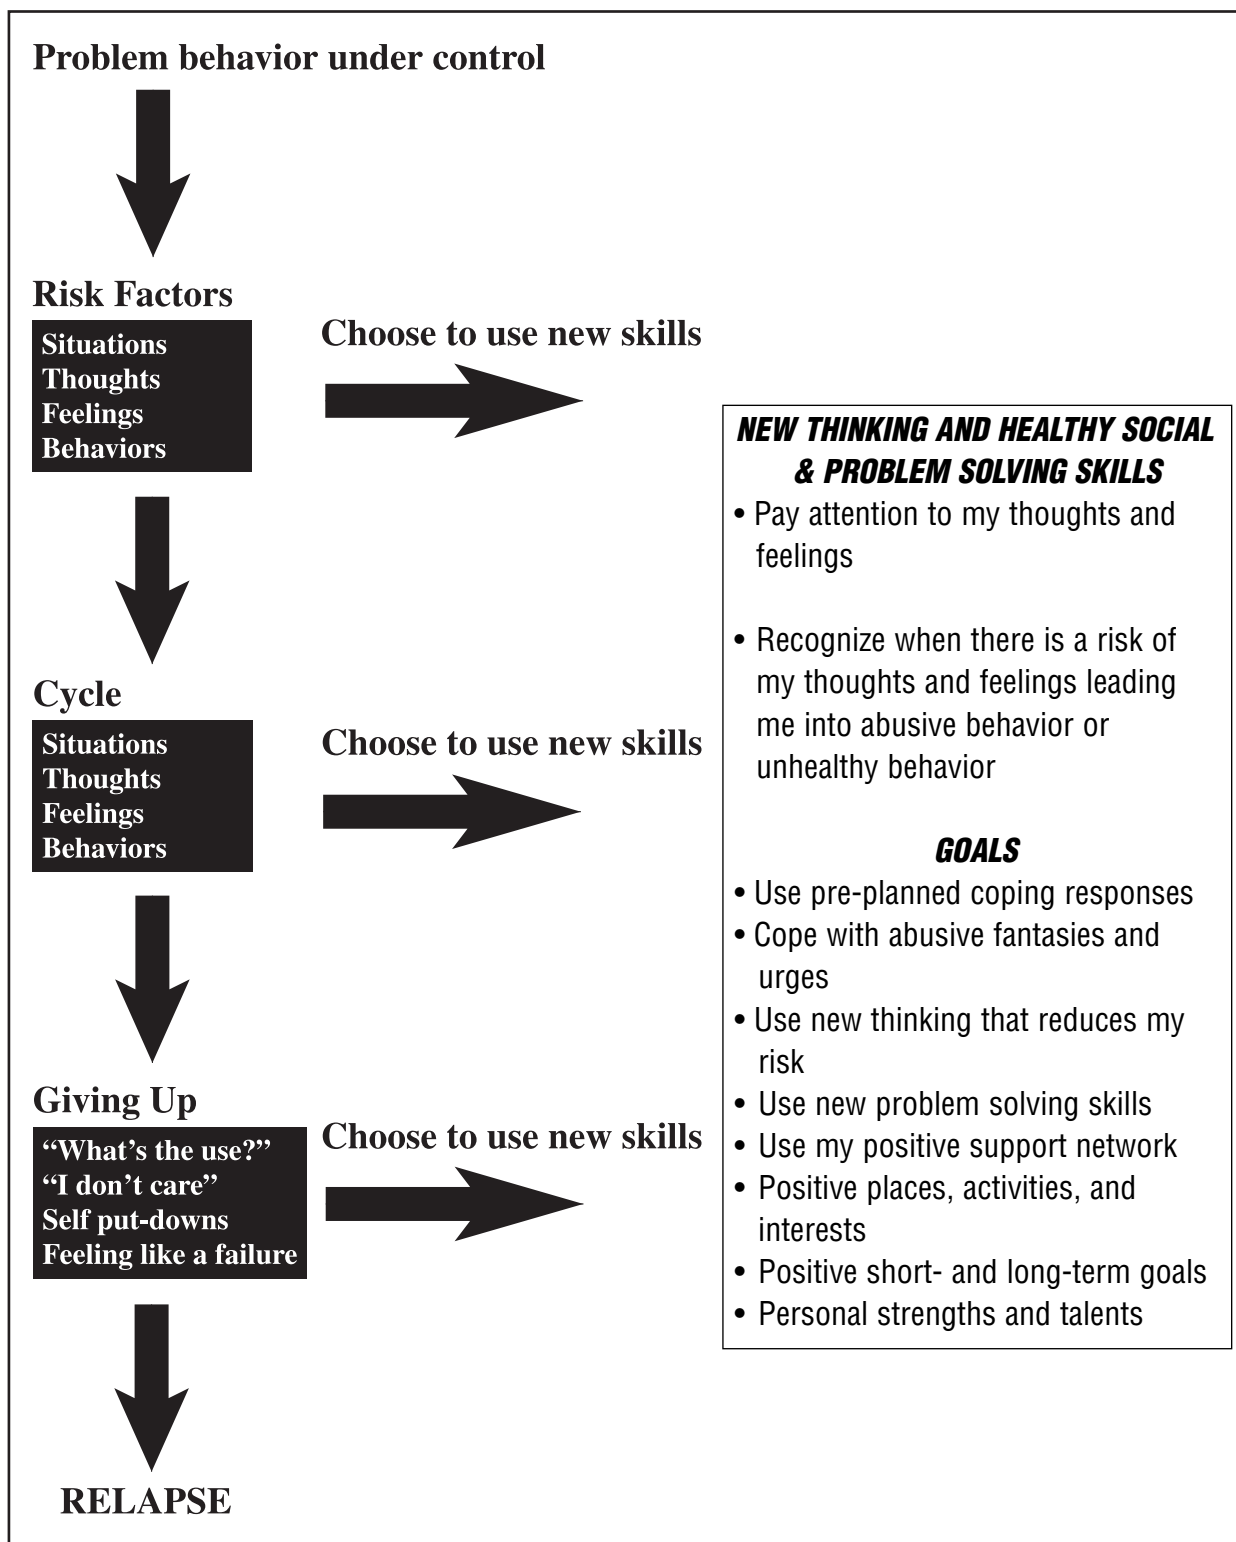 Problem behavior under control
Risk Factors
Situations
Thoughts
Feelings
Behaviors
Choose to use new skills
Cycle
Situations
Thoughts
Feelings
Behaviors
Choose to use new skills
Giving Up
“What’s the use?”
“I don’t care”
Self put-downs
Feeling like a failure
Choose to use new skills
RELAPSE
NEW THINKING AND HEALTHY SOCIAL
& PROBLEM SOLVING SKILLS
• Pay attention to my thoughts and
feelings
• Recognize when there is a risk of
my thoughts and feelings leading
me into abusive behavior or
unhealthy behavior
GOALS
• Use pre-planned coping responses
• Cope with abusive fantasies and
urges
• Use new thinking that reduces my
risk
• Use new problem solving skills
• Use my positive support network
• Positive places, activities, and
interests
• Positive short- and long-term goals
• Personal strengths and talents